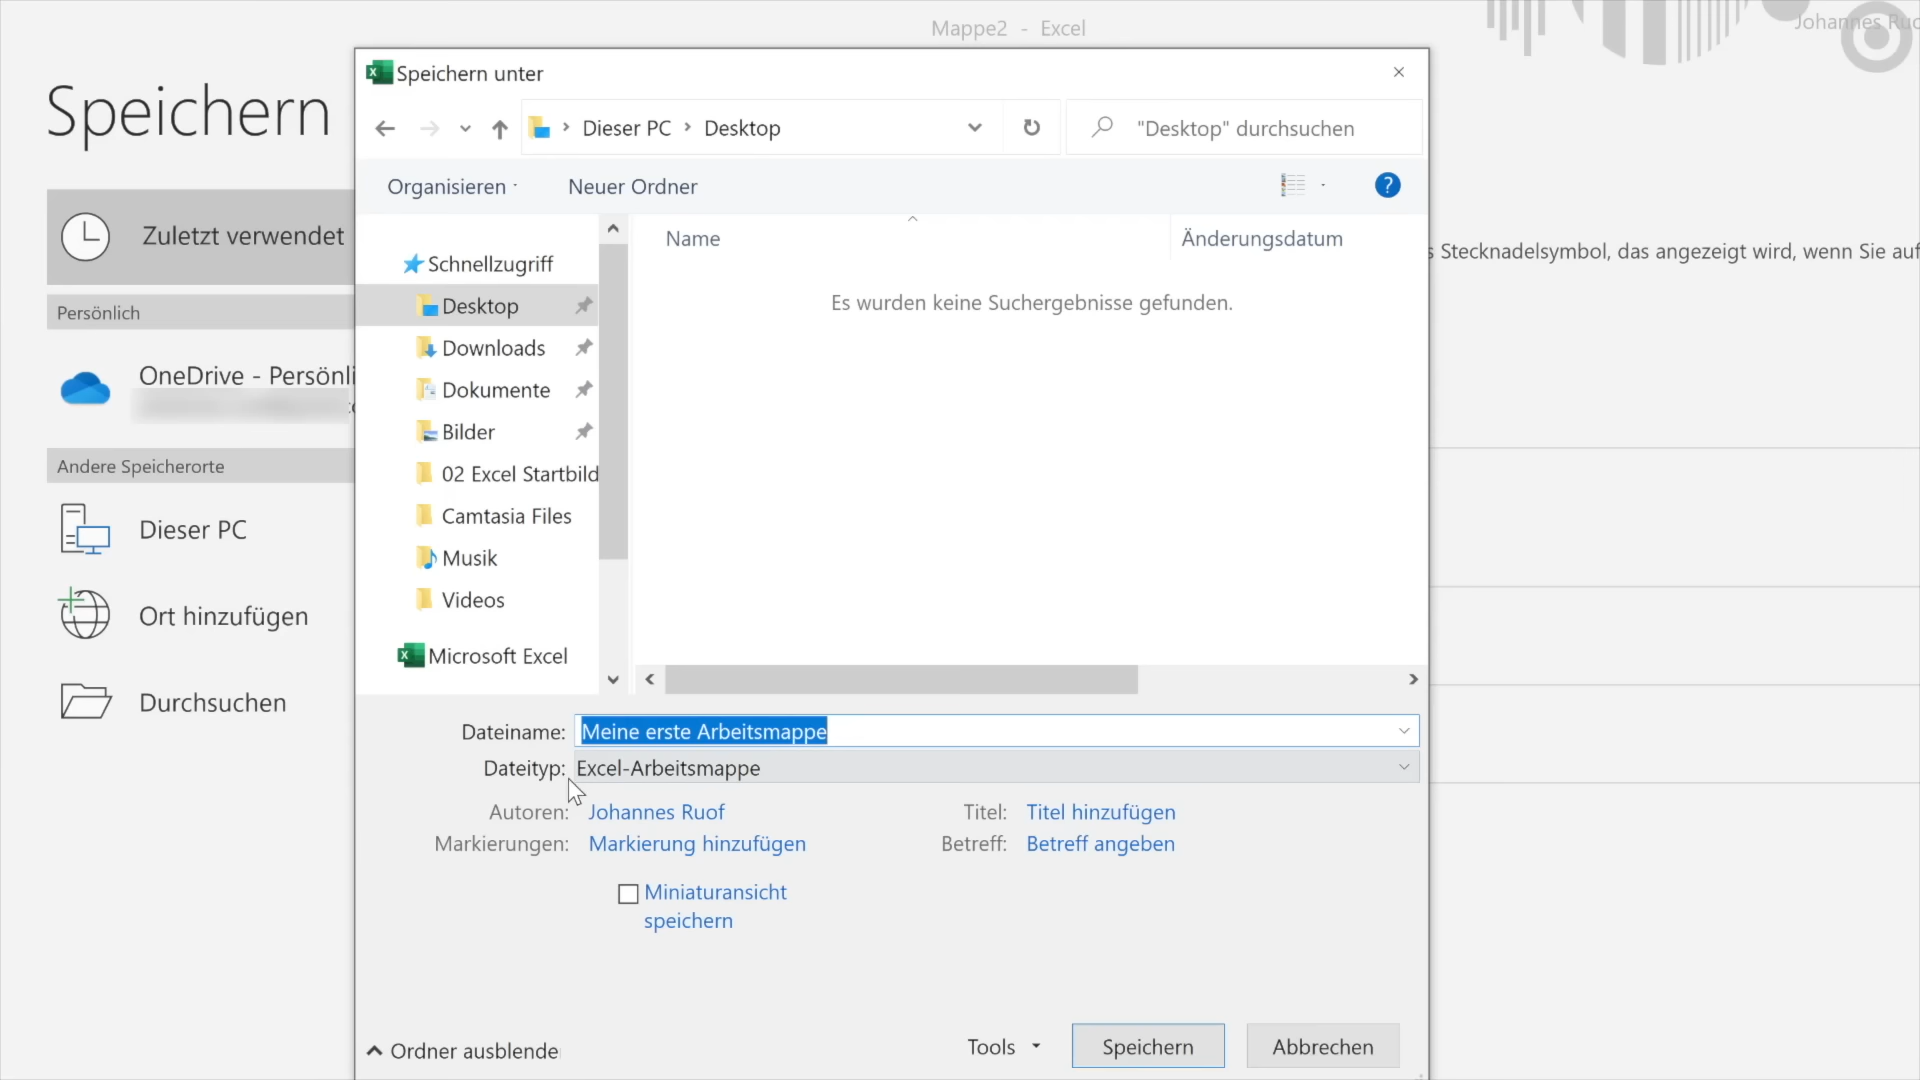 Mappe2 - Excel
Johannes Ruo
Speichern
Speichern unter
Dieser PC > Desktop
"Desktop" durchsuchen
Organisieren
Neuer Ordner
?
Zuletzt verwendet
Persönlich
OneDrive - Persönli
Andere Speicherorte
Dieser PC
Ort hinzufügen
Durchsuchen
Schnellzugriff
Desktop
Downloads
Dokumente
Bilder
02 Excel Startbild
Camtasia Files
Musik
Videos
Microsoft Excel
Name
Änderungsdatum
Es wurden keine Suchergebnisse gefunden.
s Stecknadelsymbol, das angezeigt wird, wenn Sie auf
Dateiname: Meine erste Arbeitsmappe
Dateityp: Excel-Arbeitsmappe
Autoren: Johannes Ruof
Titel: Titel hinzufügen
Markierungen: Markierung hinzufügen
Betreff: Betreff angeben
Miniaturansicht
speichern
Ordner ausblende
Tools
Speichern
Abbrechen